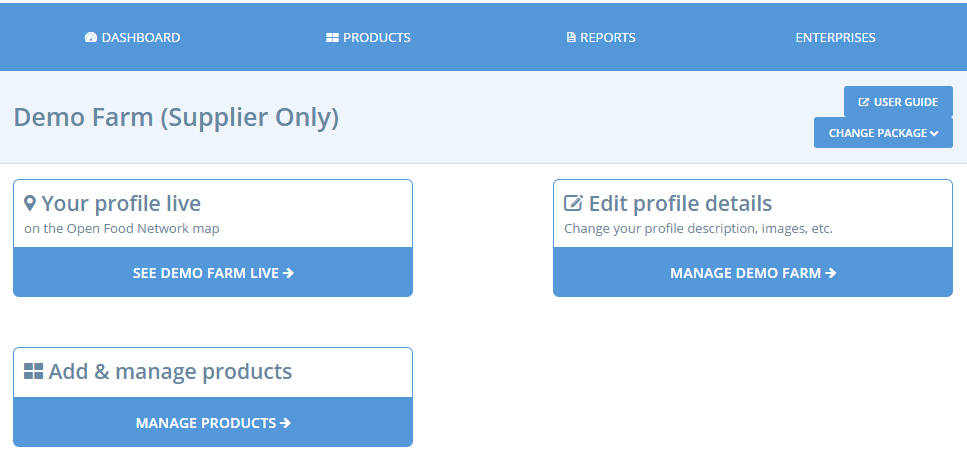 DASHBOARD PRODUCTS REPORTS ENTERPRISES
Demo Farm (Supplier Only)
USER GUIDE
CHANGE PACKAGE
Your profile live
on the Open Food Network map
SEE DEMO FARM LIVE
Edit profile details
Change your profile description, images, etc.
MANAGE DEMO FARM
Add & manage products
MANAGE PRODUCTS